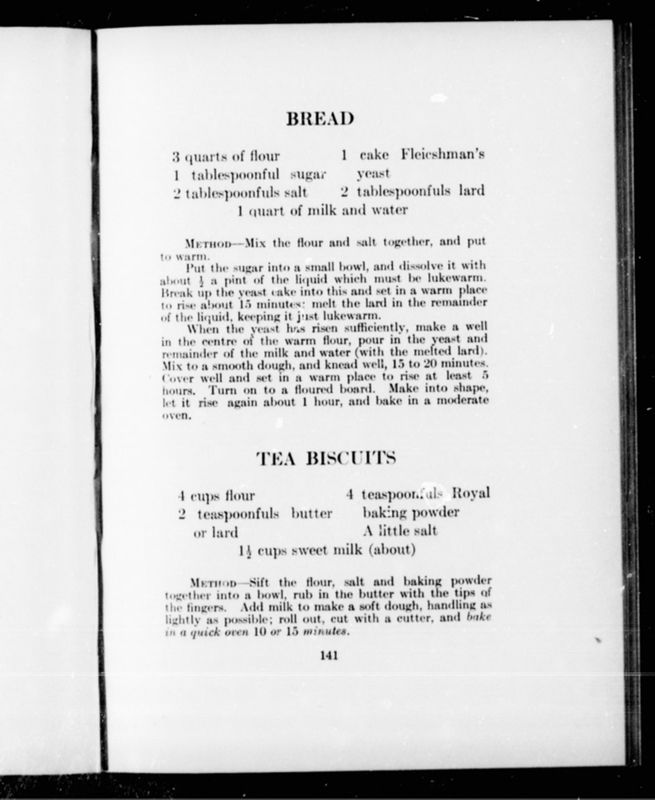 BREAD
3 quarts of flour
1 tablespoonful sugar
2 tablespoonfuls salt
1 cake Fleicshman's
yeast
2 tablespoonfuls lard
1 quart of milk and water
METHOD—Mix the flour and salt together, and put
to warm.
Put the sugar into a small bowl, and dissolve it with
about ½ a pint of the liquid which must be lukewarm.
Break up the yeast cake into this and set in a warm place
to rise about 15 minutes: melt the lard in the remainder
of the liquid, keeping it just lukewarm.
When the yeast has risen sufficiently, make a well
in the centre of the warm flour, pour in the yeast and
remainder of the milk and water (with the melted lard).
Mix to a smooth dough, and knead well, 15 to 20 minutes.
Cover well and set in a warm place to rise at least 5
hours. Turn on to a floured board. Make into shape,
let it rise again about 1 hour, and bake in a moderate
oven.
TEA BISCUITS
4 cups flour
2 teaspoonfuls butter
or lard
4 teaspoonfuls Royal
baking powder
A little salt
1½ cups sweet milk (about)
METHOD—Sift the flour, salt and baking powder
together into a bowl, rub in the butter with the tips of
the fingers. Add milk to make a soft dough, handling as
lightly as possible; roll out, cut with a cutter, and bake
in a quick oven 10 or 15 minutes.
141